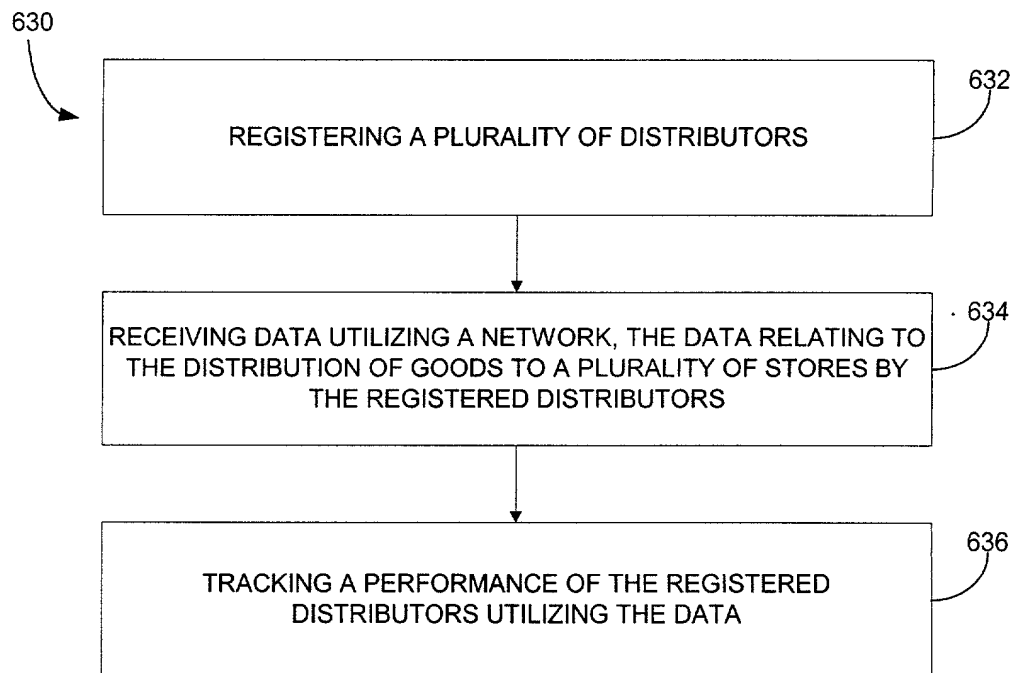 630
632
REGISTERING A PLURALITY OF DISTRIBUTORS
634
RECEIVING DATA UTILIZING A NETWORK, THE DATA RELATING TO
THE DISTRIBUTION OF GOODS TO A PLURALITY OF STORES BY
THE REGISTERED DISTRIBUTORS
636
TRACKING A PERFORMANCE OF THE REGISTERED
DISTRIBUTORS UTILIZING THE DATA